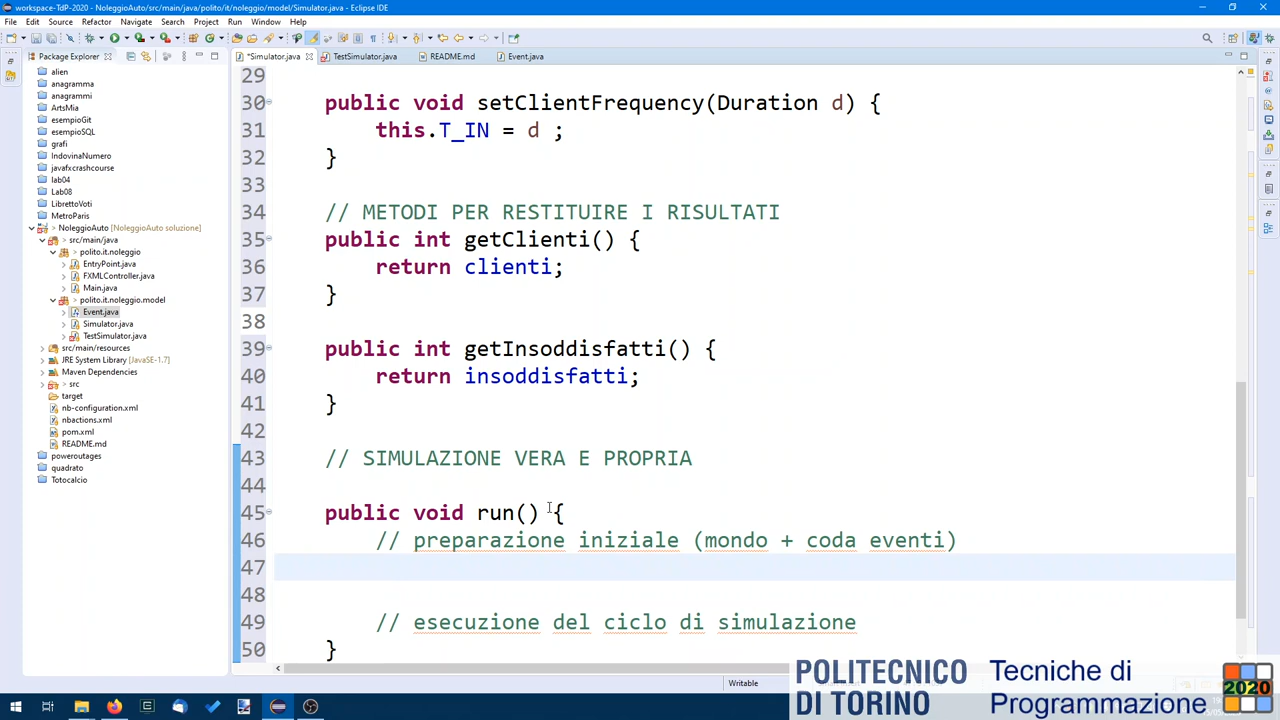 workspace-TdP-2020 - NoleggioAuto/src/main/java/polito/it/noleggio/model/Simulator.java - Eclipse IDE
File Edit Source Refactor Navigate Search Project Run Window Help
Package Explorer
*Simulator.java TestSimulator.java README.md Event.java
alien
anagramma
anagrammi
ArtsMia
esempioGit
esempioSQL
grafi
IndovinaNumero
javafxcrashcourse
lab04
Lab08
LibrettoVoti
MetroParis
NoleggioAuto [NoleggioAuto soluzione]
src/main/java
polito.it.noleggio
EntryPoint.java
FXMLController.java
Main.java
polito.it.noleggio.model
Event.java
Simulator.java
TestSimulator.java
src/main/resources
JRE System Library [JavaSE-1.7]
Maven Dependencies
src
target
nb-configuration.xml
nbactions.xml
pom.xml
README.md
poweroutages
quadrato
Totocalcio
29
30 public void setClientFrequency(Duration d) {
31 this.T_IN = d ;
32 }
33
34 // METODI PER RESTITUIRE I RISULTATI
35 public int getClienti() {
36 return clienti;
37 }
38
39 public int getInsoddisfatti() {
40 return insoddisfatti;
41 }
42
43 // SIMULAZIONE VERA E PROPRIA
44
45 public void run() {
46 // preparazione iniziale (mondo + coda eventi)
47
48
49 // esecuzione del ciclo di simulazione
50 }
Writable
POLITECNICO
DI TORINO
Tecniche di
Programmazione
2020